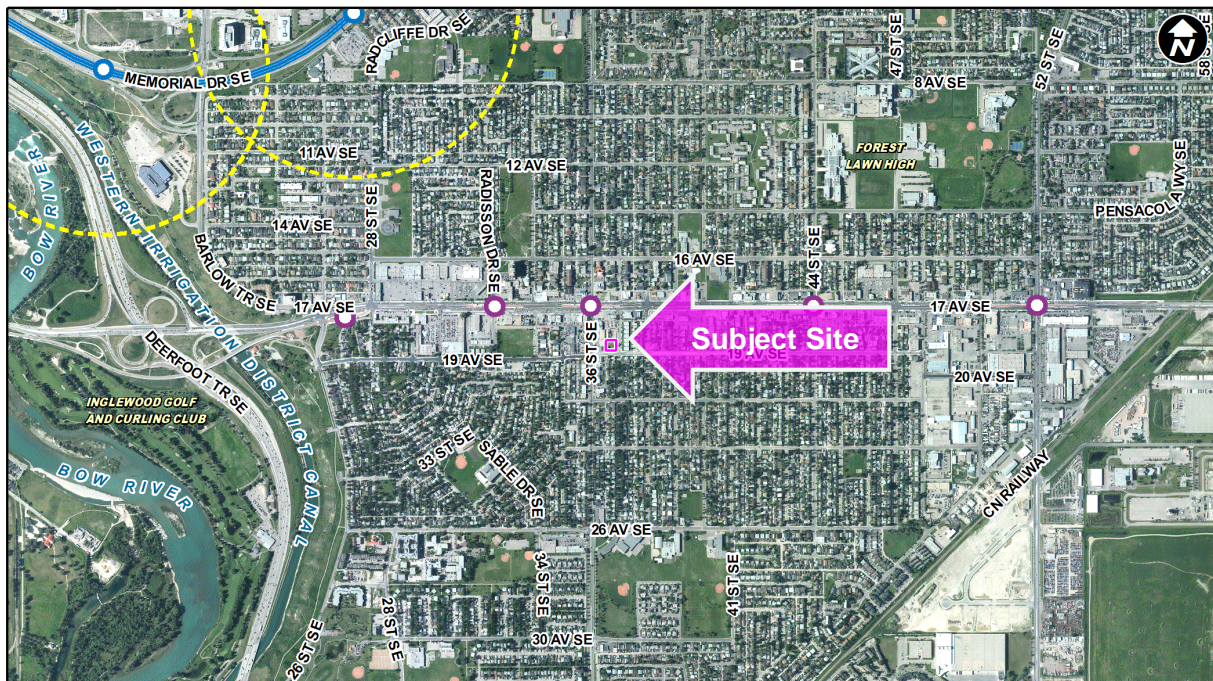 N
RADCLIFFE DR SE
47 ST SE
52 ST SE
58 ST SE
MEMORIAL DR SE
8 AV SE
WESTERN IRRIGATION DISTRICT CANAL
BOW RIVER
11 AV SE
12 AV SE
FOREST
LAWN HIGH
RADISSON DR SE
28 ST SE
14 AV SE
PENSACOLA WY SE
BARLOW TR SE
16 AV SE
44 ST SE
17 AV SE
17 AV SE
DEERFOOT TR SE
36 ST SE
Subject Site
19 AV SE
19 AV SE
20 AV SE
INGLEWOOD GOLF
AND CURLING CLUB
33 ST SE
SABLE DR SE
BOW RIVER
CN RAILWAY
26 AV SE
34 ST SE
41 ST SE
28 ST SE
30 AV SE
26 ST SE